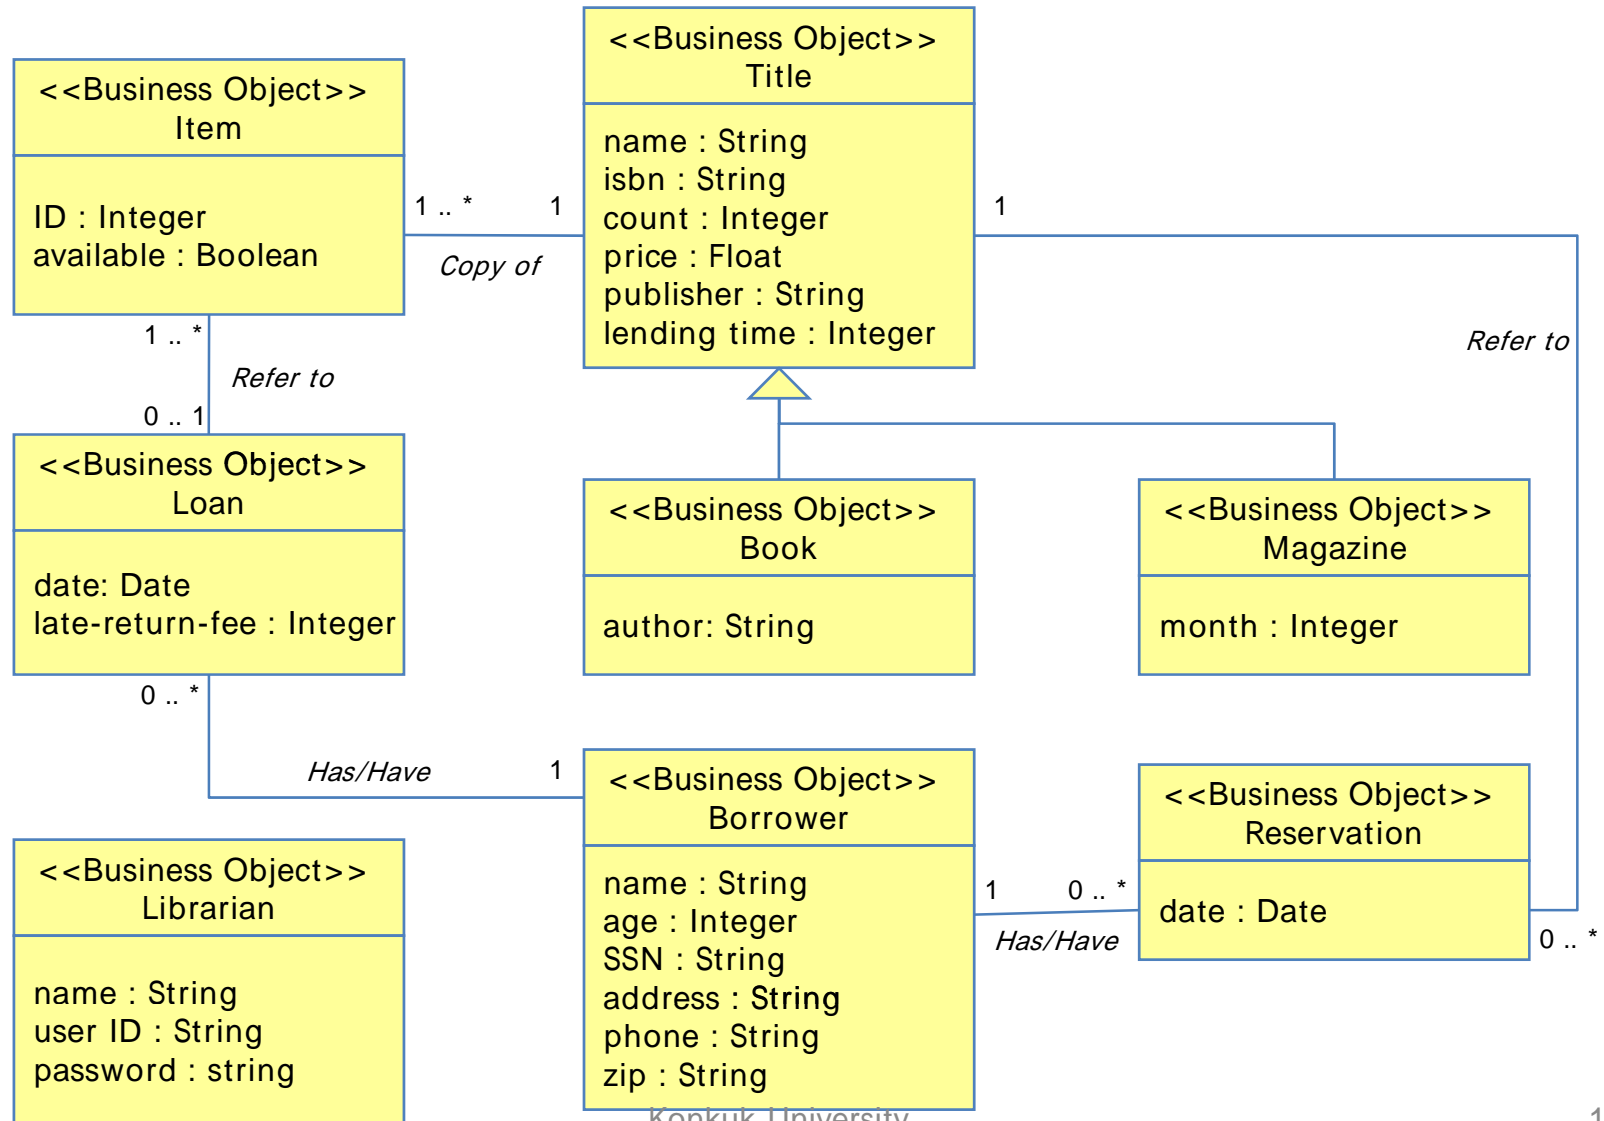 <<Business Object>>
Title
name : String
isbn : String
count : Integer
price : Float
publisher : String
lending time : Integer
<<Business Object>>
Item
ID : Integer
available : Boolean
1 .. *
1
Copy of
1
Refer to
1 .. *
Refer to
0 .. 1
<<Business Object>>
Loan
date: Date
late-return-fee : Integer
<<Business Object>>
Book
author: String
<<Business Object>>
Magazine
month : Integer
0 .. *
Has/Have
1
<<Business Object>>
Borrower
name : String
age : Integer
SSN : String
address : String
phone : String
zip : String
1
0 .. *
Has/Have
<<Business Object>>
Reservation
date : Date
0 .. *
<<Business Object>>
Librarian
name : String
user ID : String
password : string
Konkuk University
1